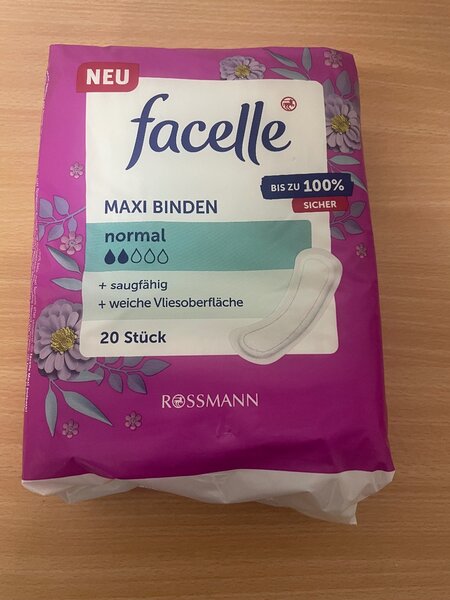 NEU
facelle
BIS ZU 100%
SICHER
MAXI BINDEN
normal
+ saugfähig
+ weiche Vliesoberfläche
20 Stück
ROSSMANN